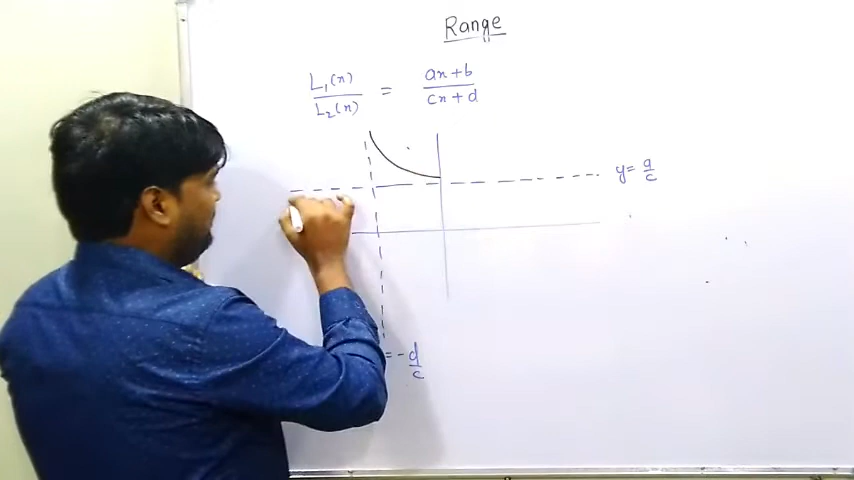 Range
L₁(x)/L₂(x) = ax+b/cx+d
y = a/c
= -d/c